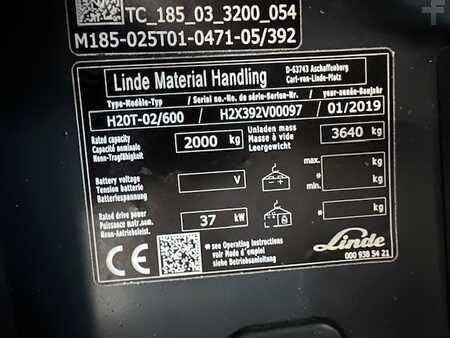 TC_185_03_3200_054
M185-025T01-0471-05/392
Linde Material Handling
D-63743 Aschaffenburg
Carl-von-Linde-Platz
Type-Modèle-Typ / Serial no.-No de série-Serien-Nr. / year-année-Baujahr
H20T-02/600 / H2X392V00097 / 01/2019
Rated capacity
Capacité nominale
Nenn-Tragfähigkeit
2000 kg
Unladen mass
Masse à vide
Leergewicht
3640 kg
Battery voltage
Tension batterie
Batteriespannung
V
max.
* min.
kg
kg
Rated drive power
Puissance motr.nom.
Nenn-Antriebsleist.
37 kW
* kg
CE
* see Operating Instructions
voir Mode d'emploi
siehe Betriebsanleitung
Linde
000 938 54 21